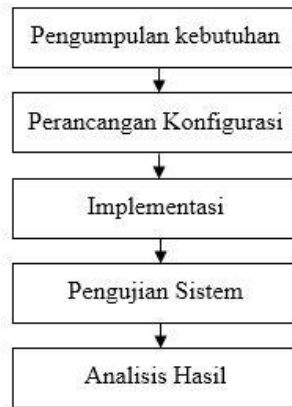 Pengumpulan kebutuhan
Perancangan Konfigurasi
Implementasi
Pengujian Sistem
Analisis Hasil